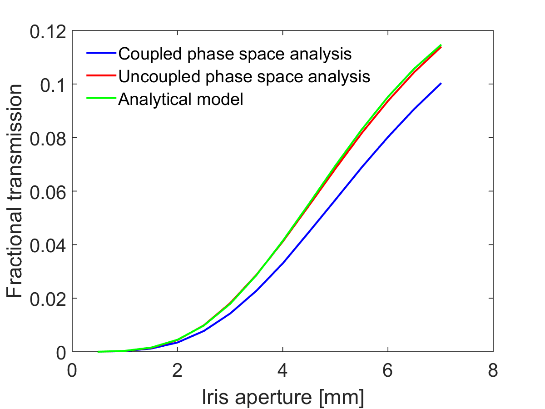 0.12
0.1
0.08
0.06
0.04
0.02
0
Fractional transmission
Coupled phase space analysis
Uncoupled phase space analysis
Analytical model
0 2 4 6 8
Iris aperture [mm]